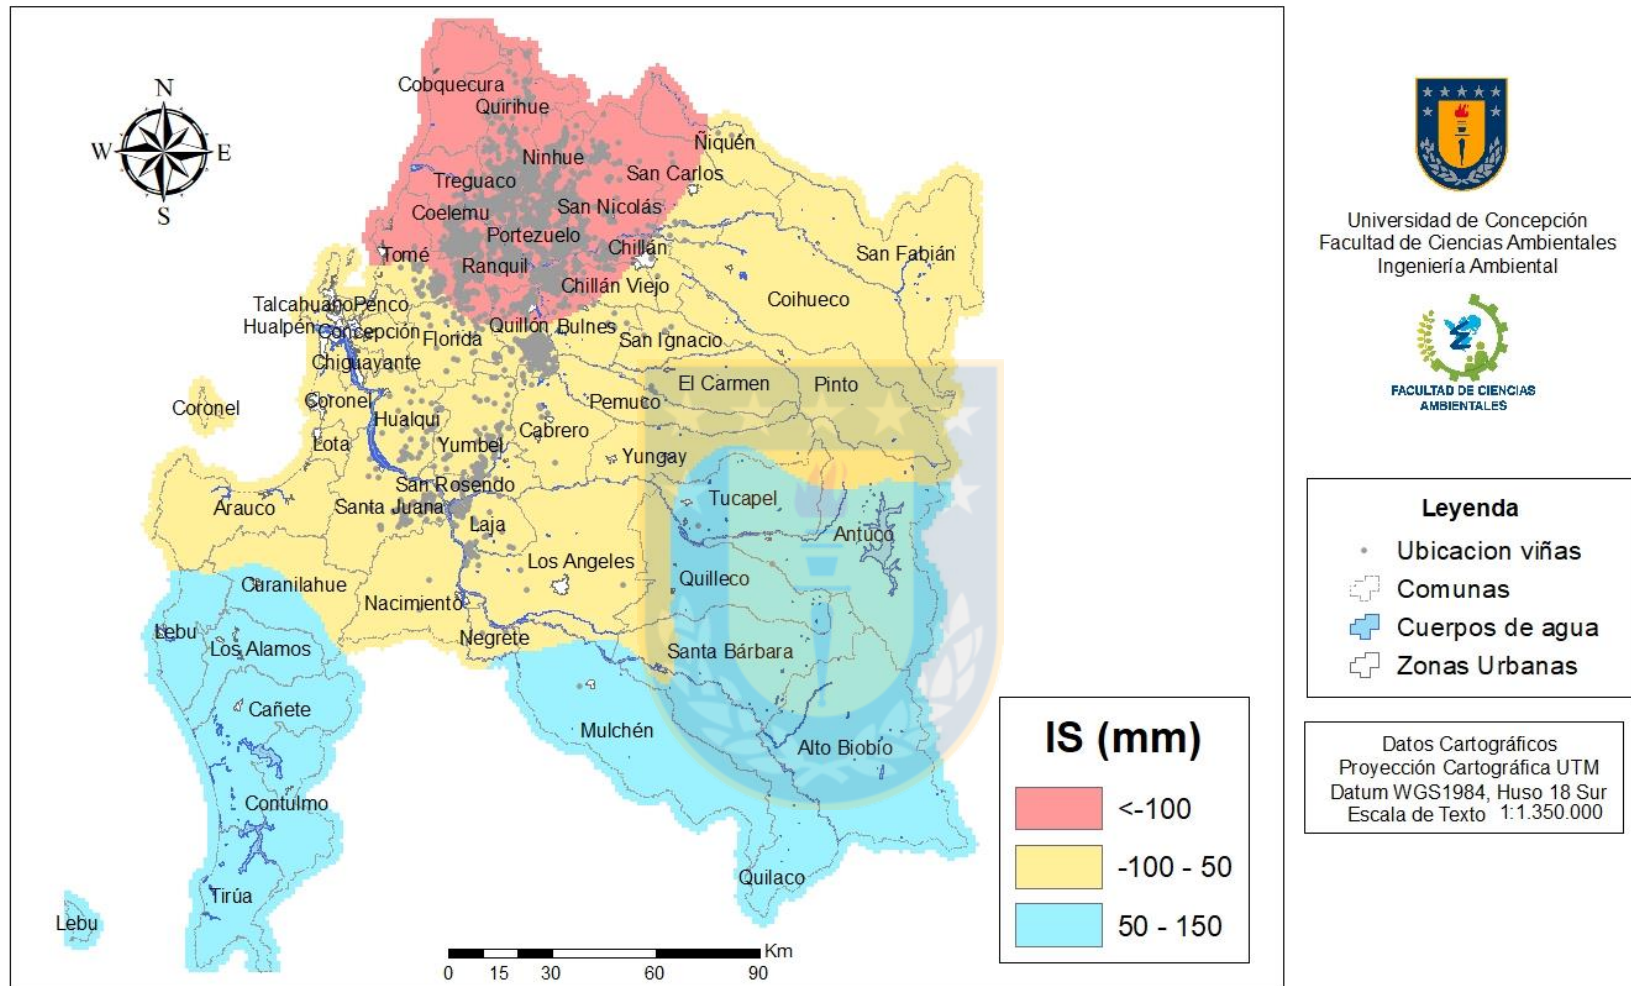 N
W
E
S
Cobquecura
Quirihue
Ñiquén
Ninhue
San Carlos
Treguaco
Coelemu
San Nicolás
Portezuelo
Chillán
San Fabián
Tomé
Ranquil
Chillán Viejo
Coihueco
Talcahuano
Penco
Hualpén
Concepción
Quillón
Bulnes
Florida
San Ignacio
Chiguayante
El Carmen
Pinto
Coronel
Coronel
Pemuco
Hualqui
Cabrero
Lota
Yumbel
Yungay
San Rosendo
Tucapel
Arauco
Santa Juana
Laja
Antuco
Los Angeles
Quilleco
Curanilahue
Nacimiento
Lebu
Negrete
Los Alamos
Santa Bárbara
Cañete
Mulchén
Alto Biobío
Contulmo
Quilaco
Tirúa
Lebu
Km
0 15 30 60 90
IS (mm)
<-100
-100 - 50
50 - 150
Universidad de Concepción
Facultad de Ciencias Ambientales
Ingeniería Ambiental
FACULTAD DE CIENCIAS
AMBIENTALES
Leyenda
Ubicacion viñas
Comunas
Cuerpos de agua
Zonas Urbanas
Datos Cartográficos
Proyección Cartográfica UTM
Datum WGS1984, Huso 18 Sur
Escala de Texto 1:1.350.000